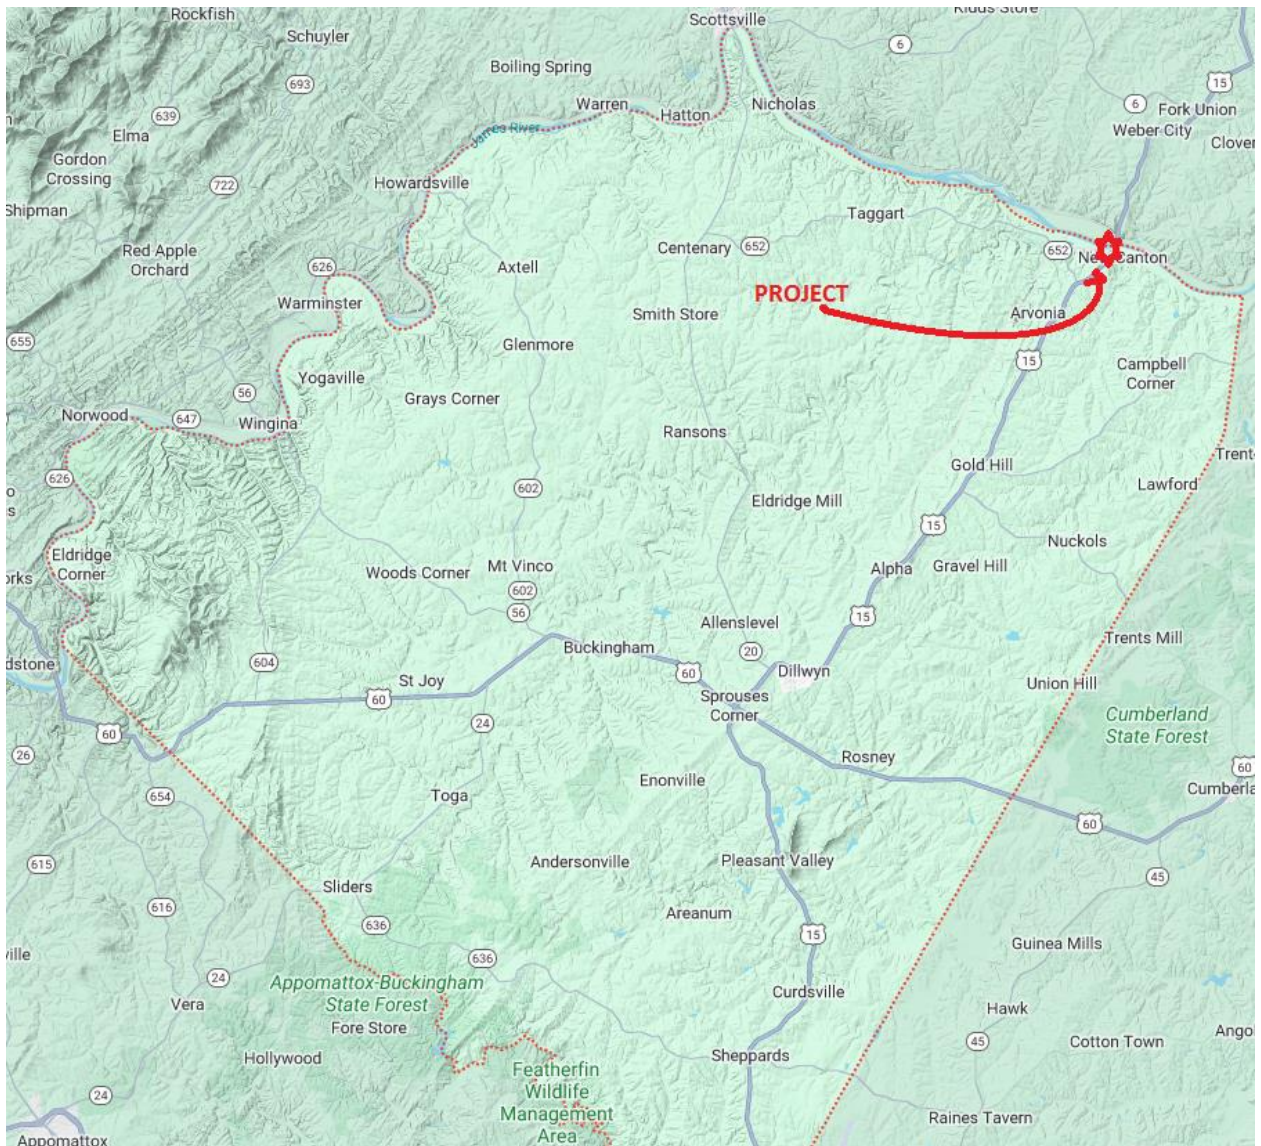 Rockfish
Scottsville
Kidds Store
Schuyler
6
Boiling Spring
15
693
Warren
Hatton
Nicholas
6
Fork Union
639
Weber City
James River
Elma
Clover
Gordon
Crossing
Howardsville
722
Shipman
Taggart
Red Apple
Orchard
Centenary
652
652
New Canton
626
Axtell
Warminster
PROJECT
Smith Store
Arvonia
655
Glenmore
15
Campbell
Corner
Yogaville
56
Grays Corner
Norwood
647
Wingina
Ransons
Trent
Gold Hill
626
602
Lawford
Eldridge Mill
15
Eldridge
Corner
Nuckols
Woods Corner
Mt Vinco
Alpha
Gravel Hill
orks
602
56
15
Allenslevel
Trents Mill
Buckingham
20
dstone
604
60
Dillwyn
St Joy
60
Union Hill
Sprouses
Corner
24
Cumberland
State Forest
60
26
Rosney
60
Enonville
Cumberla
654
Toga
60
615
Andersonville
Pleasant Valley
45
Sliders
616
Areanum
636
15
Guinea Mills
ville
636
24
Appomattox-Buckingham
State Forest
Curdsville
Vera
Hawk
Fore Store
Ango
45
Cotton Town
Hollywood
Sheppards
Featherfin
Wildlife
Management
Area
24
Raines Tavern
Appomattox